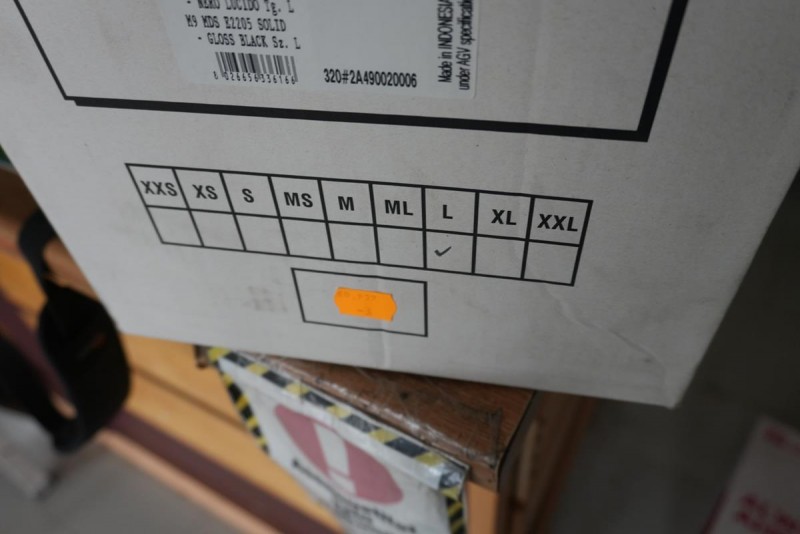 - NERO LUCIDO Tg. L
M9 MDS E2205 SOLID
- GLOSS BLACK Sz. L
320#2A490020006
Made in INDONESIA
under AGV specification
XXS XS S MS M ML L XL XXL